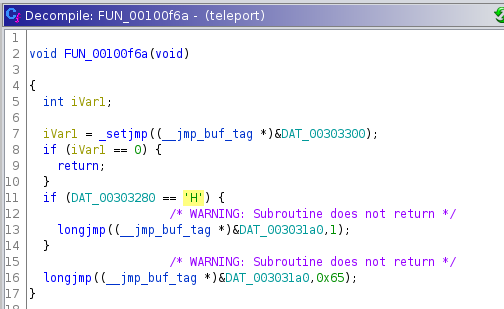 Decompile: FUN_00100f6a - (teleport)
1
2 void FUN_00100f6a(void)
3
4 {
5 int iVar1;
6
7 iVar1 = _setjmp((__jmp_buf_tag *)&DAT_00303300);
8 if (iVar1 == 0) {
9 return;
10 }
11 if (DAT_00303280 == 'H') {
12 /* WARNING: Subroutine does not return */
13 longjmp((__jmp_buf_tag *)&DAT_003031a0,1);
14 }
15 /* WARNING: Subroutine does not return */
16 longjmp((__jmp_buf_tag *)&DAT_003031a0,0x65);
17 }